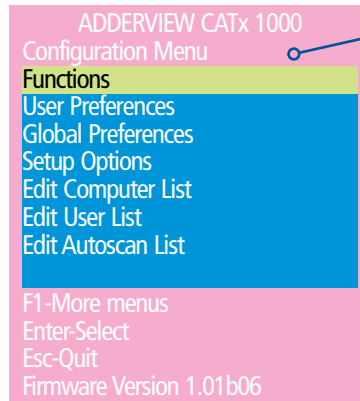 ADDERVIEW CATx 1000
Configuration Menu
Functions
User Preferences
Global Preferences
Setup Options
Edit Computer List
Edit User List
Edit Autoscan List
F1-More menus
Enter-Select
Esc-Quit
Firmware Version 1.01b06